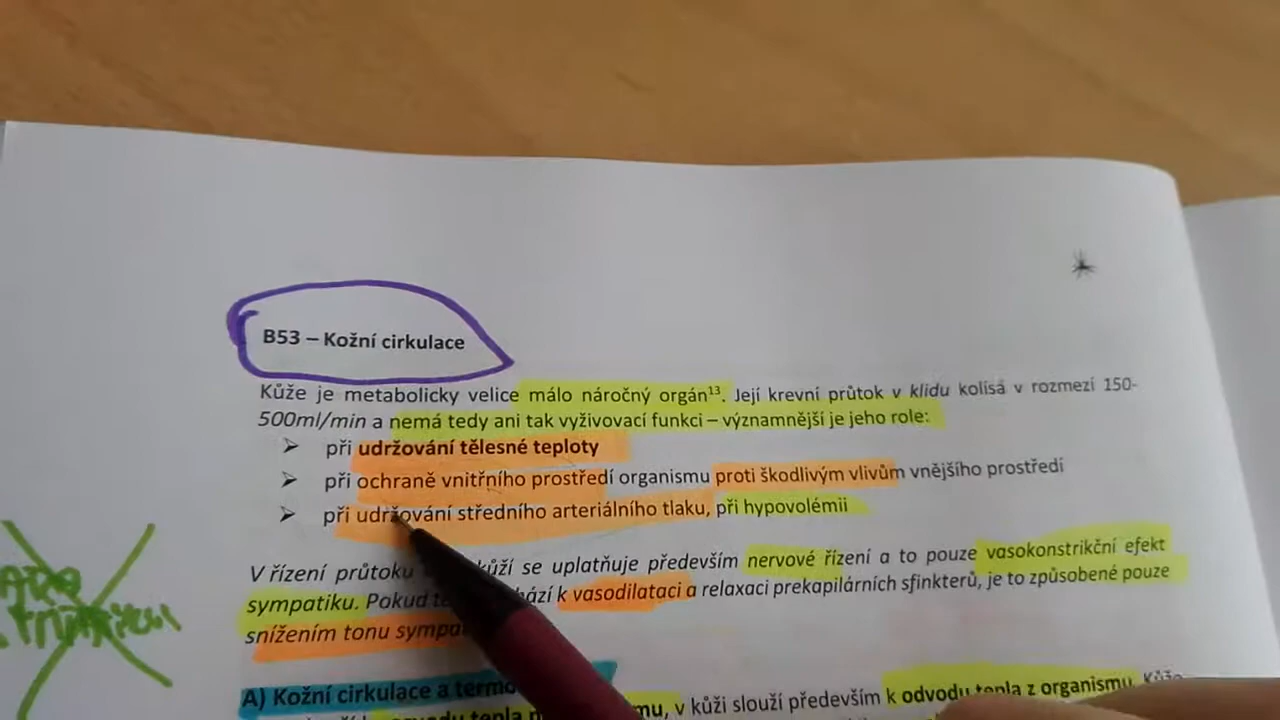 B53 – Kožní cirkulace
Kůže je metabolicky velice málo náročný orgán¹³. Její krevní průtok v klidu kolísá v rozmezí 150-
500ml/min a nemá tedy ani tak vyživovací funkci – významnější je jeho role:
➢ při udržování tělesné teploty
➢ při ochraně vnitřního prostředí organismu proti škodlivým vlivům vnějšího prostředí
➢ při udržování středního arteriálního tlaku, při hypovolémii
V řízení průtoku kůží se uplatňuje především nervové řízení a to pouze vasokonstrikční efekt
sympatiku. Pokud k vasodilataci a relaxaci prekapilárních sfinkterů, je to způsobené pouze
snížením tonu
A) Kožní cirkulace a
v kůži slouží především k odvodu tepla z organismu.